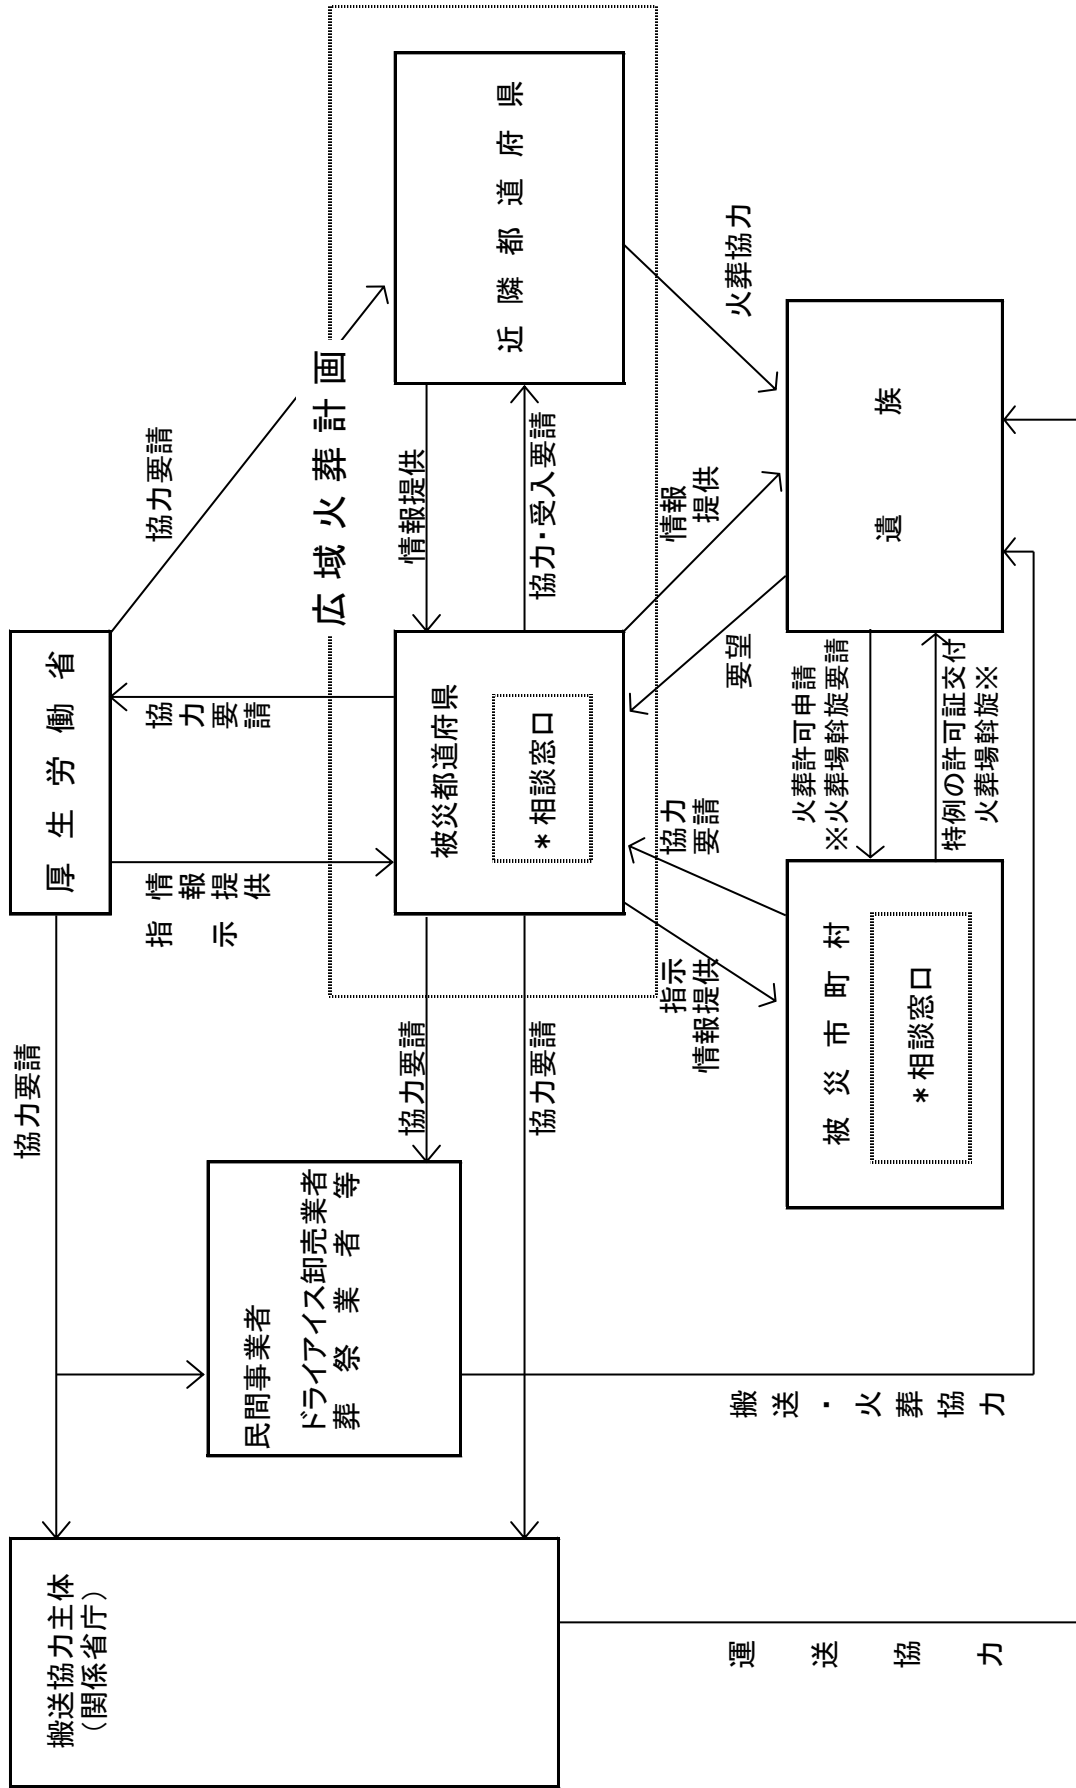 厚生労働省
協力要請
協力要請
協力要請
情報提供
指示
広域火葬計画
搬送協力主体
（関係省庁）
民間事業者
ドライアイス卸売業者
葬祭業者等
協力要請
協力要請
被災都道府県
＊相談窓口
情報提供
協力・受入要請
近隣都道府県
指示
情報提供
協力
要請
要望
情報
提供
火葬協力
運送協力
搬送・火葬協力
被災市町村
＊相談窓口
火葬許可申請
※火葬場斡旋要請
特例の許可証交付
火葬場斡旋※
遺族